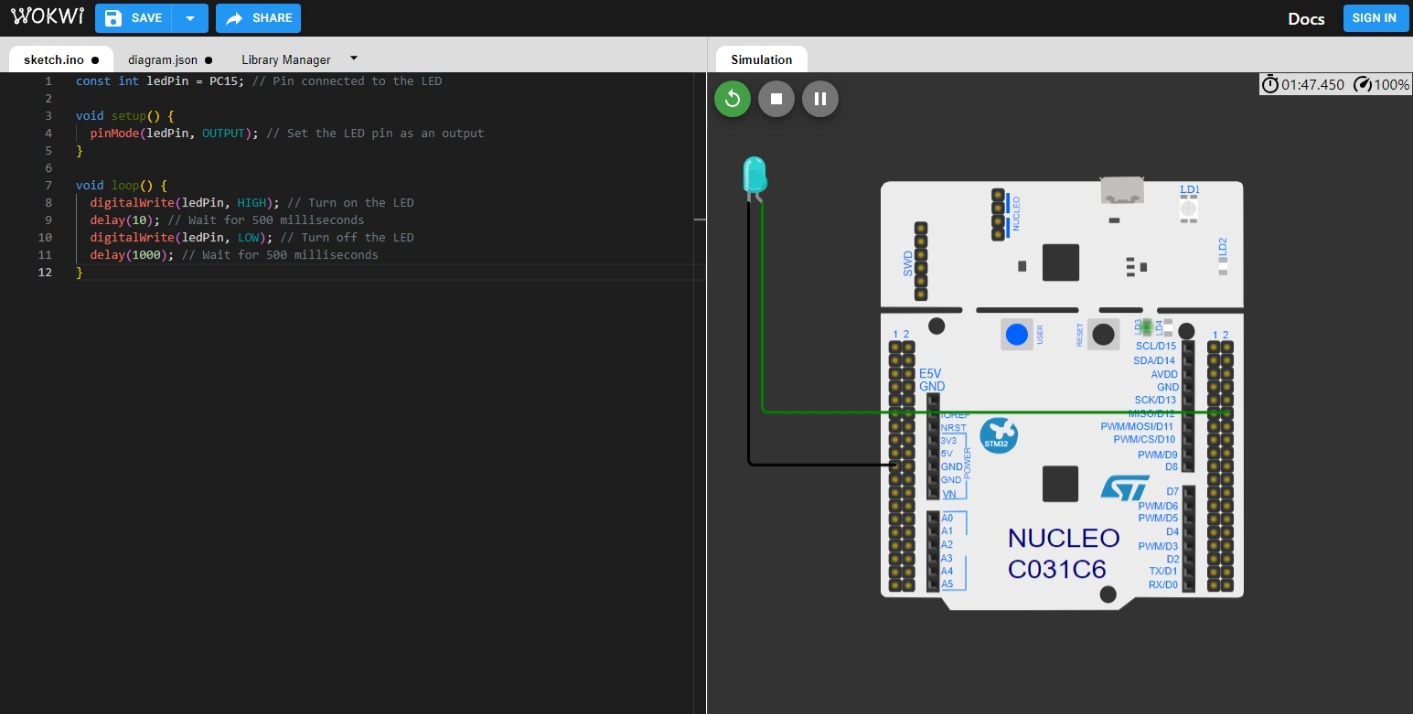 WOKWi SAVE SHARE Docs SIGN IN
sketch.ino diagram.json Library Manager
Simulation
1 const int ledPin = PC15; // Pin connected to the LED
2
3 void setup() {
4 pinMode(ledPin, OUTPUT); // Set the LED pin as an output
5 }
6
7 void loop() {
8 digitalWrite(ledPin, HIGH); // Turn on the LED
9 delay(10); // Wait for 500 milliseconds
10 digitalWrite(ledPin, LOW); // Turn off the LED
11 delay(1000); // Wait for 500 milliseconds
12 }
01:47.450 100%
LD1
NUCLEO
LD2
SWD
USER
RESET
LD3
LD4
1 2
1 2
E5V
GND
IOREF
NRST
3V3
5V
GND
GND
VN
POWER
A0
A1
A2
A3
A4
A5
STM32
ST
NUCLEO
C031C6
SCL/D15
SDA/D14
AVDD
GND
SCK/D13
MISO/D12
PWM/MOSI/D11
PWM/CS/D10
PWM/D9
D8
D7
PWM/D6
PWM/D5
D4
PWM/D3
D2
TX/D1
RX/D0